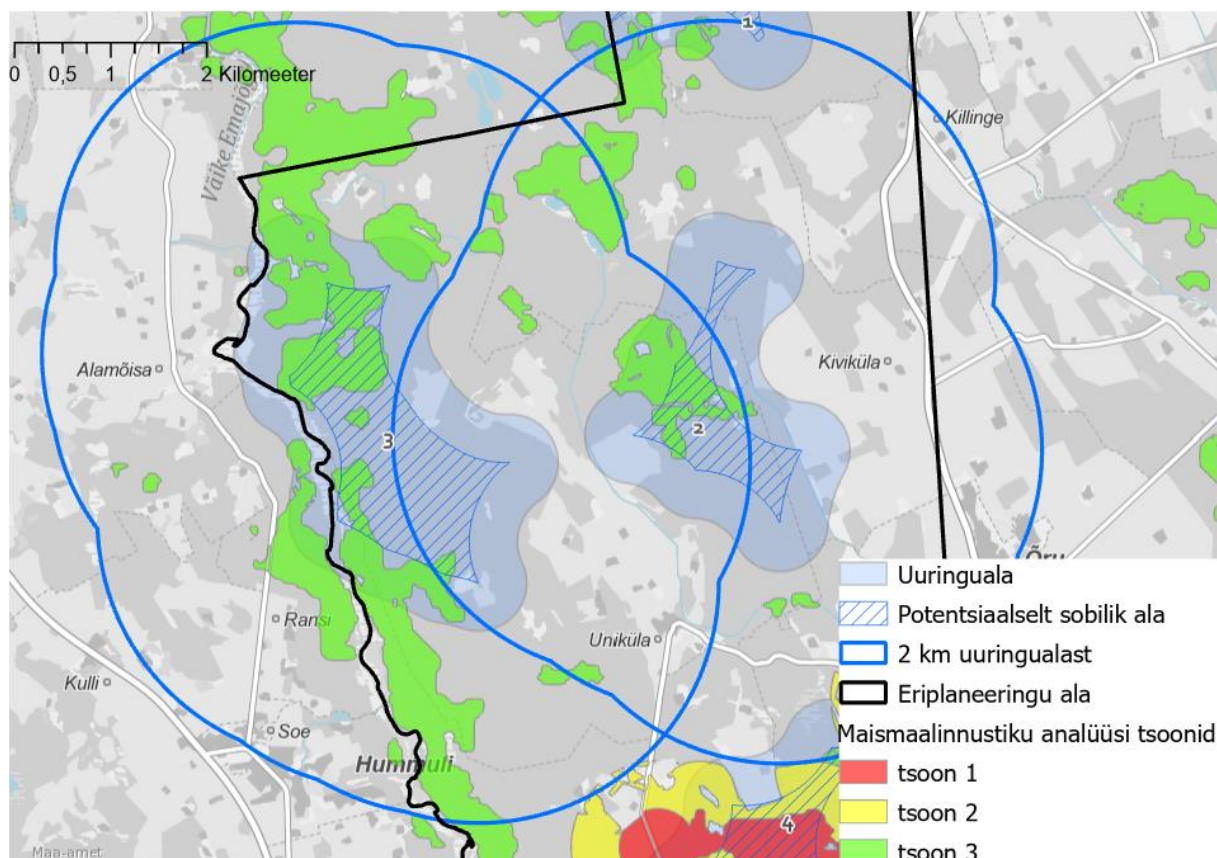 1
0 0,5 1 2 Kilomeeter
Väike Emajõgi
Killinge
Alamõisa
Kiviküla
3
2
Õru
Ransi
Uniküla
Kulli
Soe
Hummuli
4
Maa-amet
Uuringuala
Potentsiaalselt sobilik ala
2 km uuringualast
Eriplaneeringu ala
Maismaalinnustiku analüüsi tsoonid
tsoon 1
tsoon 2
tsoon 3